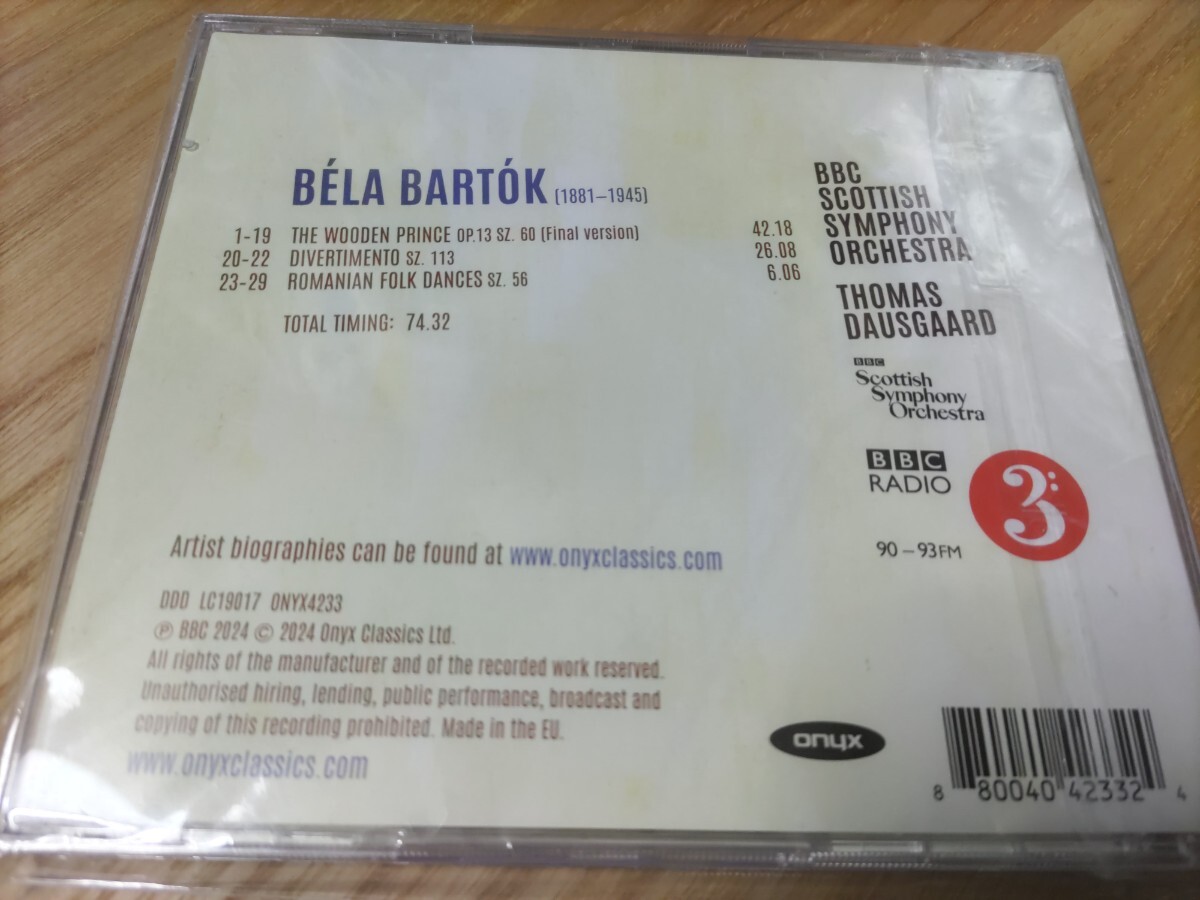 BÉLA BARTÓK (1881–1945)
1-19 THE WOODEN PRINCE OP.13 SZ. 60 (Final version) 42.18
20-22 DIVERTIMENTO SZ. 113 26.08
23-29 ROMANIAN FOLK DANCES SZ. 56 6.06
TOTAL TIMING: 74.32
BBC
SCOTTISH
SYMPHONY
ORCHESTRA
THOMAS
DAUSGAARD
BBC
Scottish
Symphony
Orchestra
BBC
RADIO
3
90 – 93 FM
Artist biographies can be found at www.onyxclassics.com
DDD LC19017 ONYX4233
℗ BBC 2024 © 2024 Onyx Classics Ltd.
All rights of the manufacturer and of the recorded work reserved.
Unauthorised hiring, lending, public performance, broadcast and
copying of this recording prohibited. Made in the EU.
www.onyxclassics.com
onyx
8 80040 42332 4